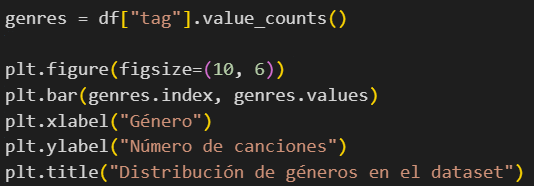 genres = df["tag"].value_counts()
plt.figure(figsize=(10, 6))
plt.bar(genres.index, genres.values)
plt.xlabel("Género")
plt.ylabel("Número de canciones")
plt.title("Distribución de géneros en el dataset")